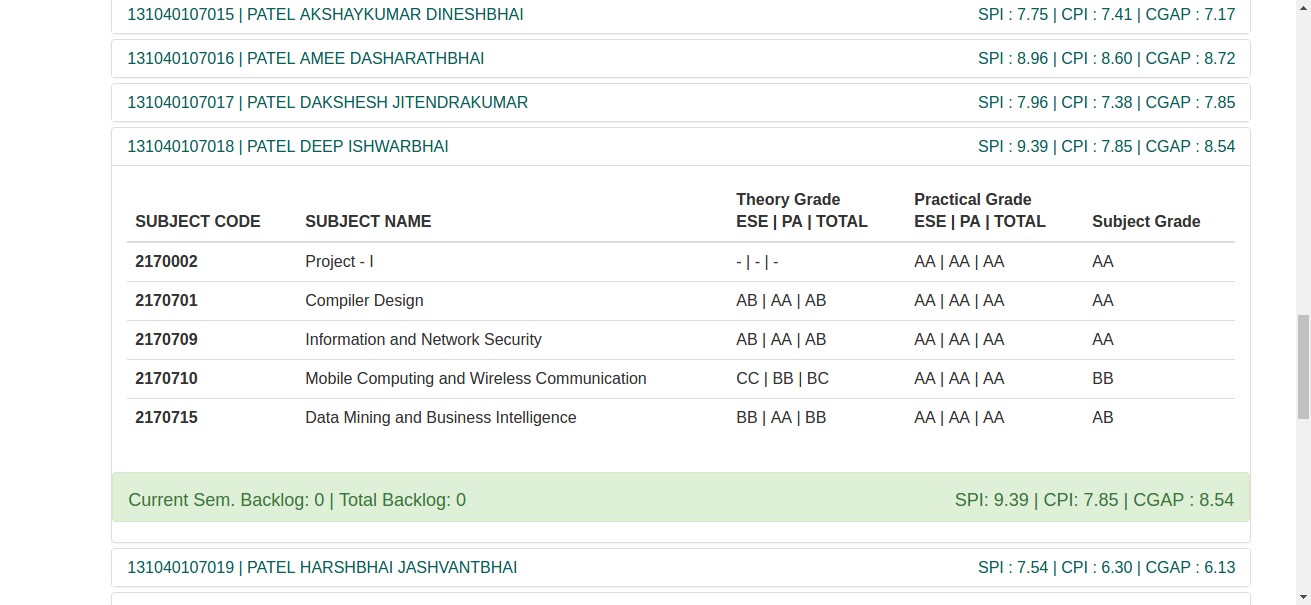 131040107015 | PATEL AKSHAYKUMAR DINESHBHAI SPI : 7.75 | CPI : 7.41 | CGAP : 7.17
131040107016 | PATEL AMEE DASHARATHBHAI SPI : 8.96 | CPI : 8.60 | CGAP : 8.72
131040107017 | PATEL DAKSHESH JITENDRAKUMAR SPI : 7.96 | CPI : 7.38 | CGAP : 7.85
131040107018 | PATEL DEEP ISHWARBHAI SPI : 9.39 | CPI : 7.85 | CGAP : 8.54
Theory Grade Practical Grade
SUBJECT CODE SUBJECT NAME ESE | PA | TOTAL ESE | PA | TOTAL Subject Grade
2170002 Project - I - | - | - AA | AA | AA AA
2170701 Compiler Design AB | AA | AB AA | AA | AA AA
2170709 Information and Network Security AB | AA | AB AA | AA | AA AA
2170710 Mobile Computing and Wireless Communication CC | BB | BC AA | AA | AA BB
2170715 Data Mining and Business Intelligence BB | AA | BB AA | AA | AA AB
Current Sem. Backlog: 0 | Total Backlog: 0 SPI: 9.39 | CPI: 7.85 | CGAP : 8.54
131040107019 | PATEL HARSHBHAI JASHVANTBHAI SPI : 7.54 | CPI : 6.30 | CGAP : 6.13